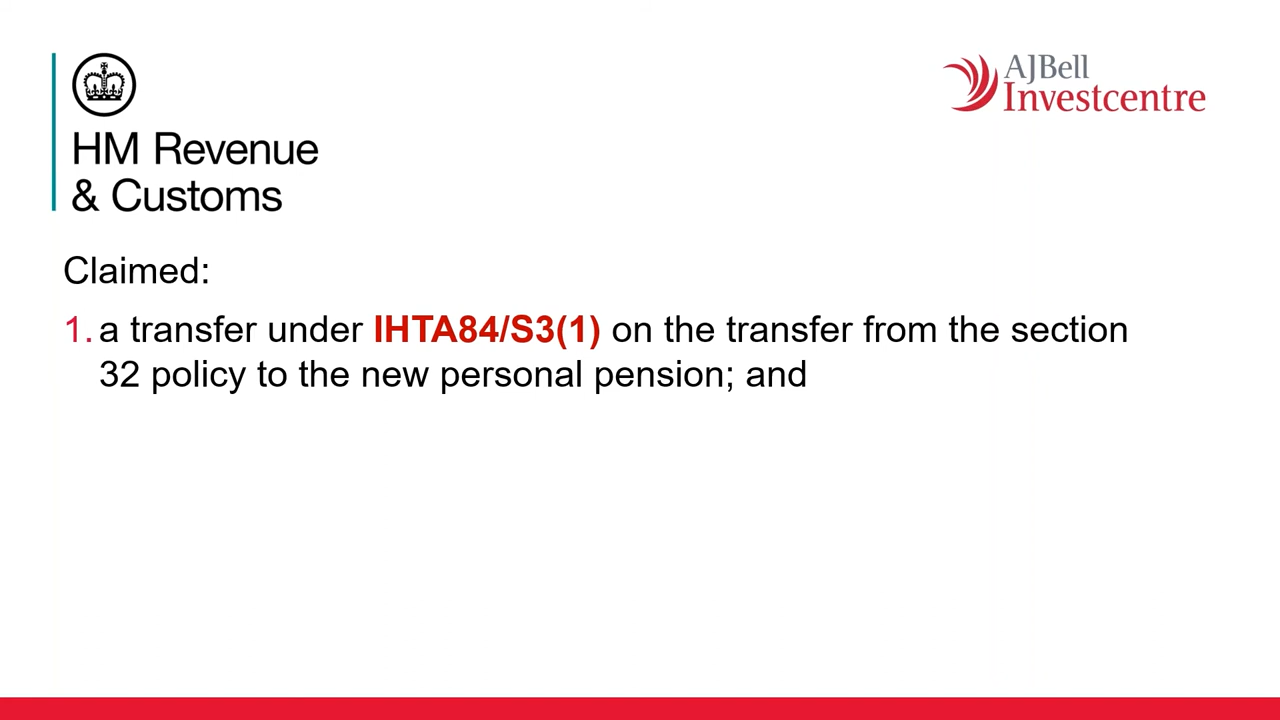 AJBell
Investcentre
HM Revenue
& Customs
Claimed:
1. a transfer under IHTA84/S3(1) on the transfer from the section
32 policy to the new personal pension; and